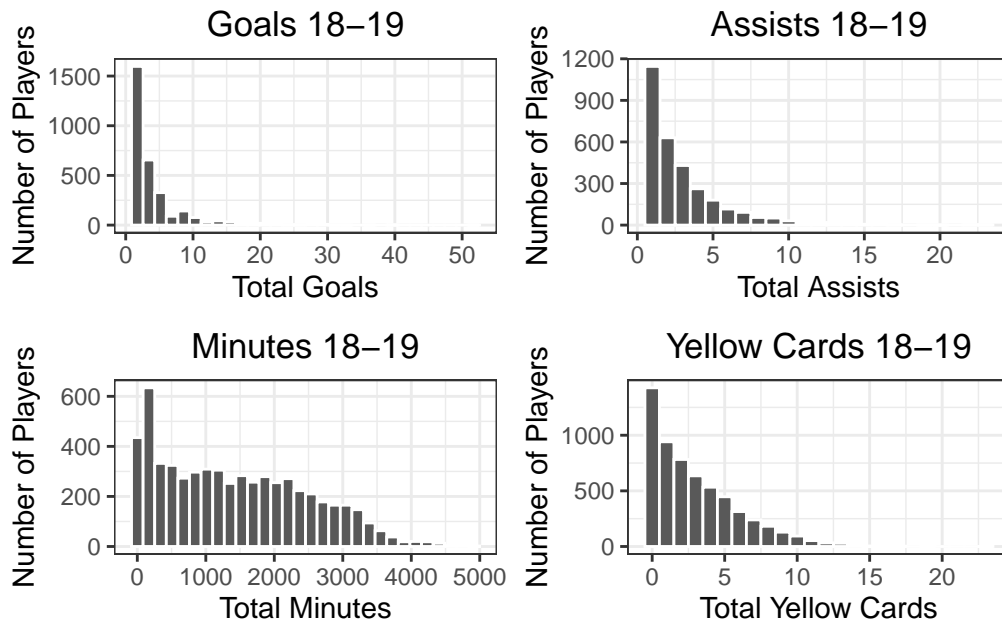 Goals 18–19
Number of Players
1500
1000
500
0
0 10 20 30 40 50
Total Goals
Assists 18–19
Number of Players
1200
900
600
300
0
0 5 10 15 20
Total Assists
Minutes 18–19
Number of Players
600
400
200
0
0 1000 2000 3000 4000 5000
Total Minutes
Yellow Cards 18–19
Number of Players
1000
500
0
0 5 10 15 20
Total Yellow Cards